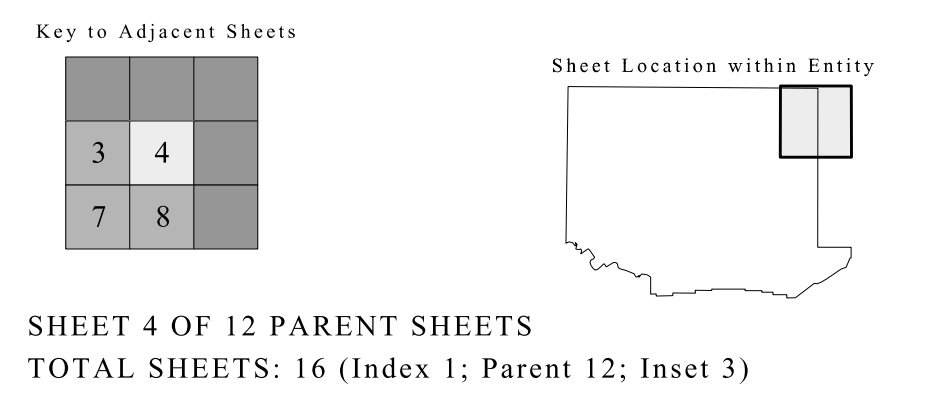 Key to Adjacent Sheets
Sheet Location within Entity
3 4
7 8
SHEET 4 OF 12 PARENT SHEETS
TOTAL SHEETS: 16 (Index 1; Parent 12; Inset 3)